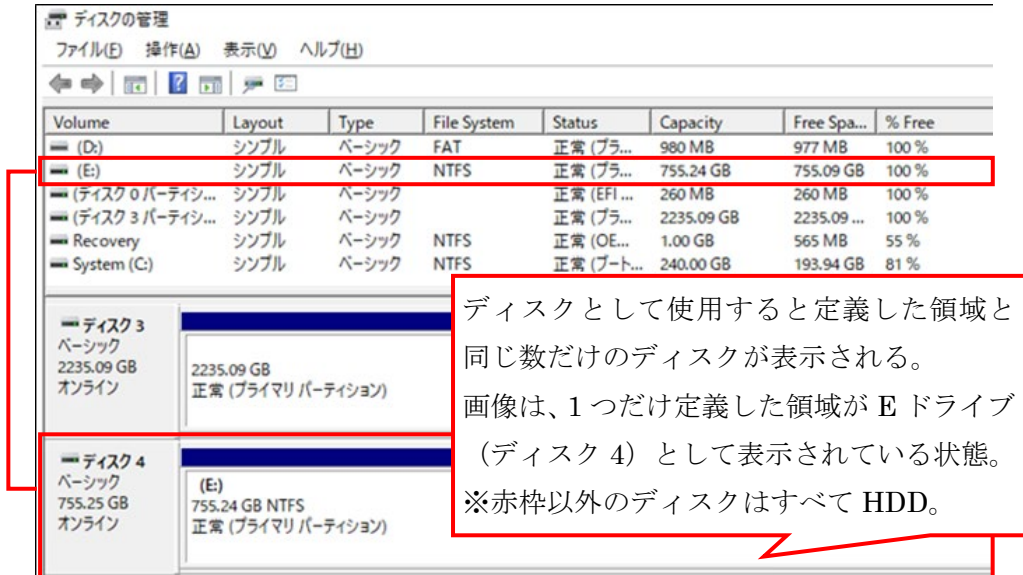 ディスクの管理
ファイル(F) 操作(A) 表示(V) ヘルプ(H)
Volume Layout Type File System Status Capacity Free Spa... % Free
(D:) シンプル ベーシック FAT 正常 (プラ... 980 MB 977 MB 100 %
(E:) シンプル ベーシック NTFS 正常 (プラ... 755.24 GB 755.09 GB 100 %
(ディスク 0 パーティシ... シンプル ベーシック 正常 (EFI ... 260 MB 260 MB 100 %
(ディスク 3 パーティシ... シンプル ベーシック 正常 (プラ... 2235.09 GB 2235.09 ... 100 %
Recovery シンプル ベーシック NTFS 正常 (OE... 1.00 GB 565 MB 55 %
System (C:) シンプル ベーシック NTFS 正常 (ブート... 240.00 GB 193.94 GB 81 %
ディスク 3
ベーシック
2235.09 GB
オンライン
2235.09 GB
正常 (プライマリ パーティション)
ディスク 4
ベーシック
755.25 GB
オンライン
(E:)
755.24 GB NTFS
正常 (プライマリ パーティション)
ディスクとして使用すると定義した領域と
同じ数だけのディスクが表示される。
画像は、1 つだけ定義した領域が E ドライブ
(ディスク 4)として表示されている状態。
※赤枠以外のディスクはすべて HDD。